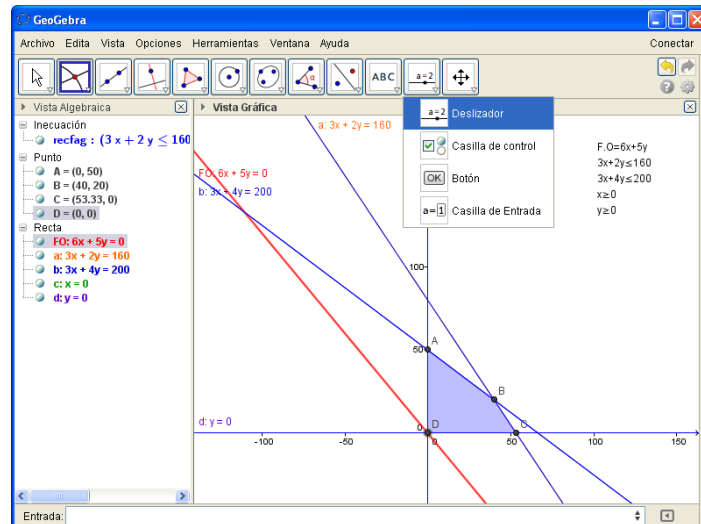 GeoGebra
Archivo Edita Vista Opciones Herramientas Ventana Ayuda Conectar
ABC a=2
Vista Algebraica
Inecuación
recfag : (3 x + 2 y ≤ 160
Punto
A = (0, 50)
B = (40, 20)
C = (53.33, 0)
D = (0, 0)
Recta
FO: 6x + 5y = 0
a: 3x + 2y = 160
b: 3x + 4y = 200
c: x = 0
d: y = 0
Vista Gráfica
a: 3x + 2y = 160
FO: 6x + 5y = 0
b: 3x + 4y = 200
a=2 Deslizador
Casilla de control
OK Botón
a=1 Casilla de Entrada
F.O=6x+5y
3x+2y≤160
3x+4y≤200
x≥0
y≥0
100
A
50
B
d: y = 0
0
D
C
-100 -50 0 50 100 150
Entrada: